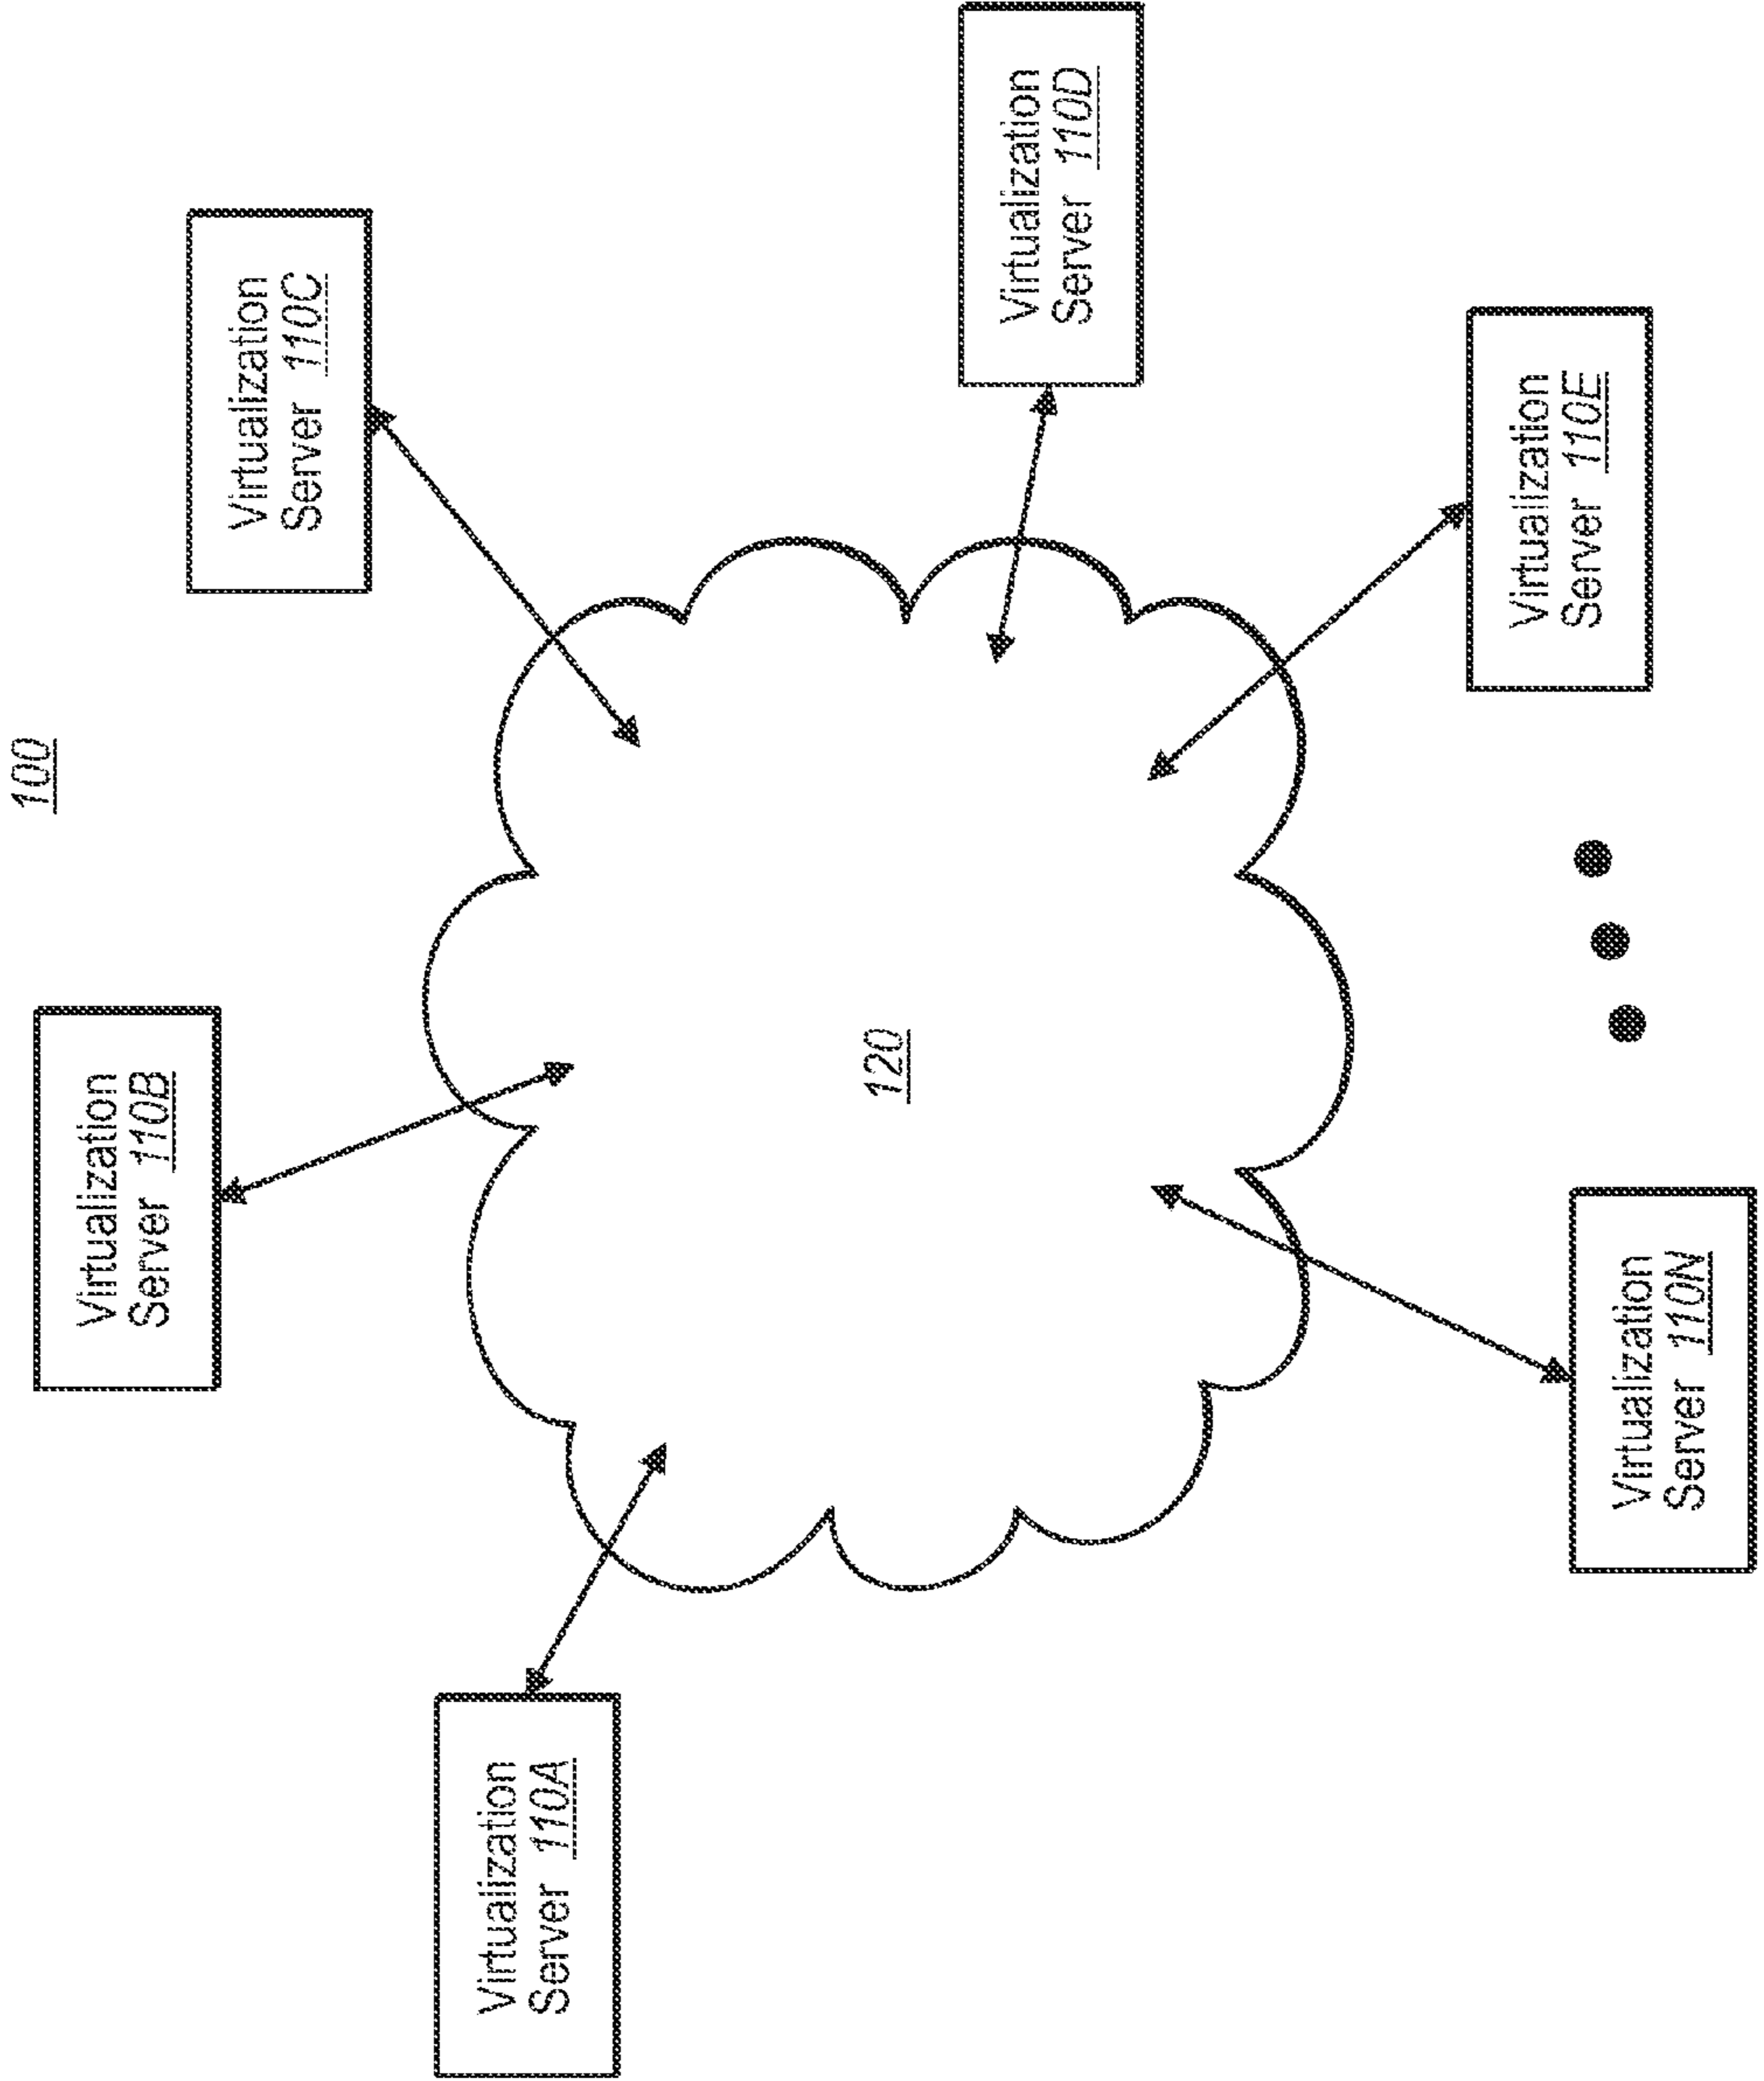 100
Virtualization
Server 110A
Virtualization
Server 110B
Virtualization
Server 110C
Virtualization
Server 110D
Virtualization
Server 110E
Virtualization
Server 110N
120